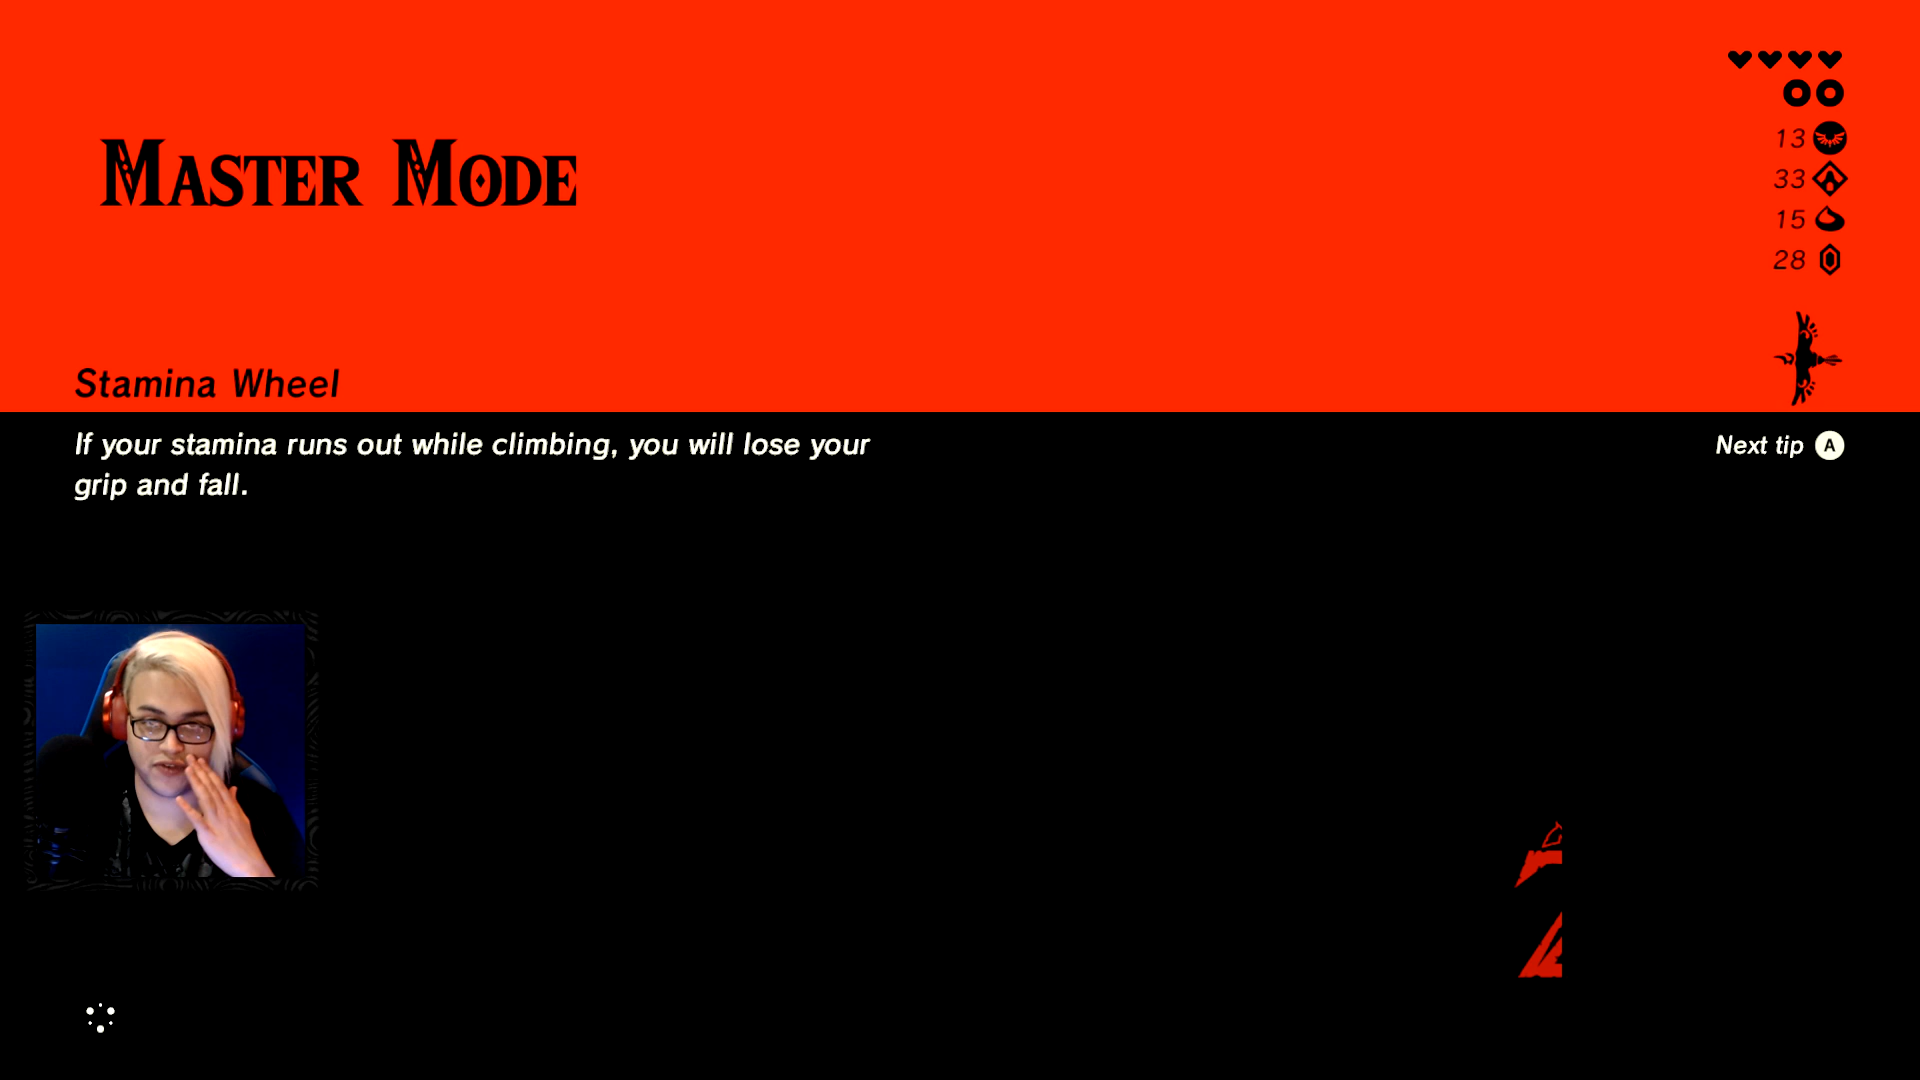 Master Mode
13
33
15
28
Stamina Wheel
If your stamina runs out while climbing, you will lose your
grip and fall.
Next tip A